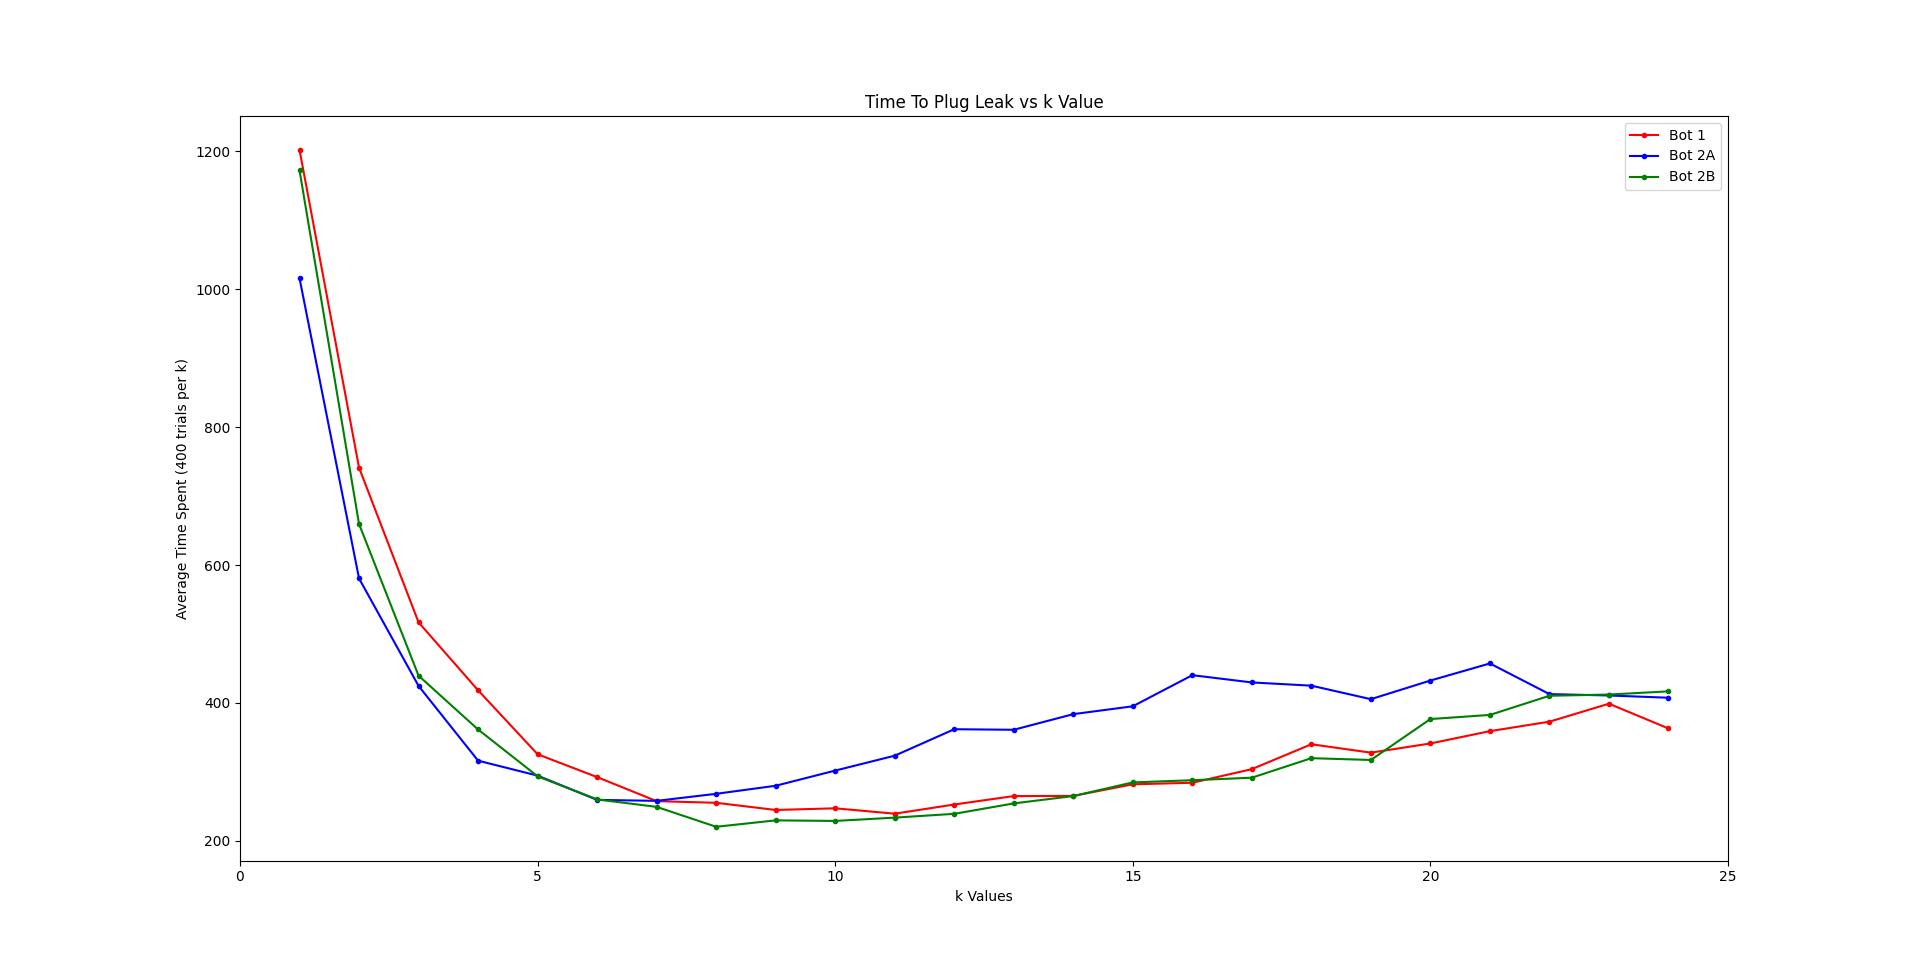 Time To Plug Leak vs k Value
Bot 1
Bot 2A
Bot 2B
Average Time Spent (400 trials per k)
1200
1000
800
600
400
200
0 5 10 15 20 25
k Values